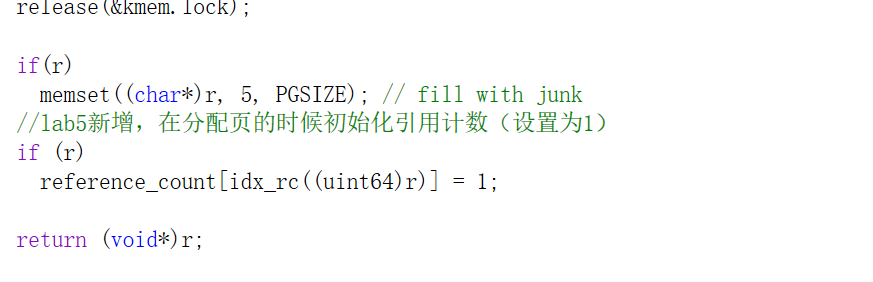 release(&kmem.lock);
if(r)
memset((char*)r, 5, PGSIZE); // fill with junk
//lab5新增，在分配页的时候初始化引用计数（设置为1）
if (r)
reference_count[idx_rc((uint64)r)] = 1;
return (void*)r;